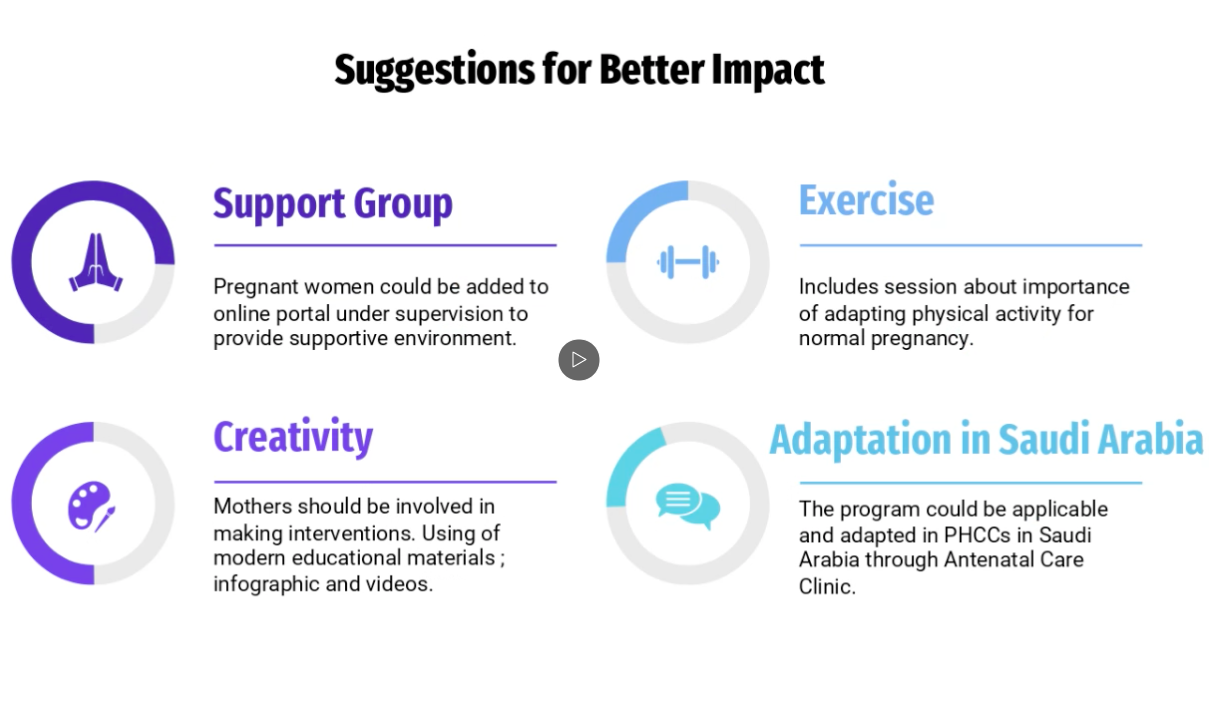 Suggestions for Better Impact
Support Group
Pregnant women could be added to
online portal under supervision to
provide supportive environment.
Exercise
Includes session about importance
of adapting physical activity for
normal pregnancy.
Creativity
Mothers should be involved in
making interventions. Using of
modern educational materials ;
infographic and videos.
Adaptation in Saudi Arabia
The program could be applicable
and adapted in PHCCs in Saudi
Arabia through Antenatal Care
Clinic.